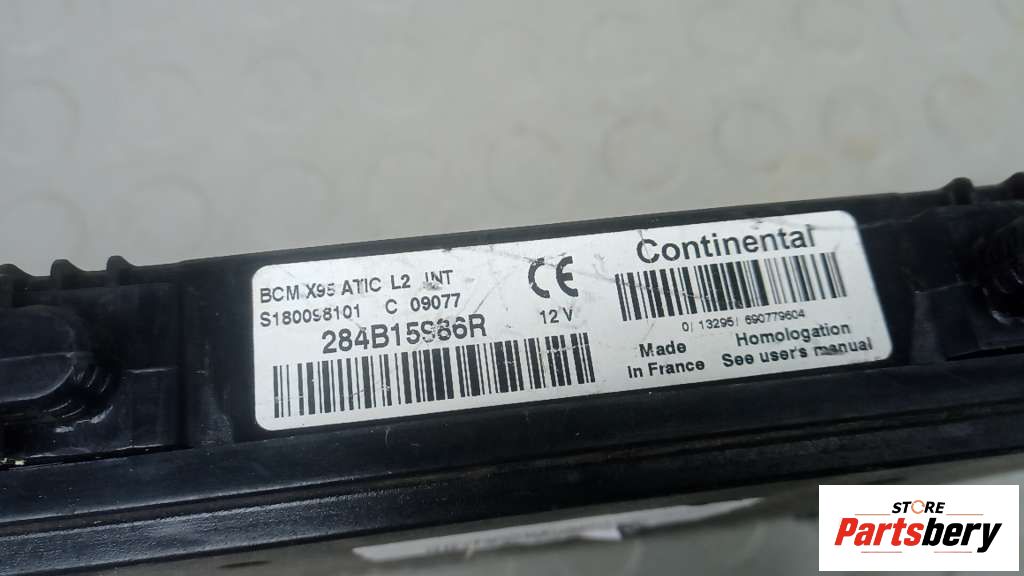 BCM X95 ATIC L2 INT
S180098101 C 09077
284B15986R
12 V
CE
Continental
0/ 13295/ 690779604
Made
In France
Homologation
See user's manual
STORE
Partsbery